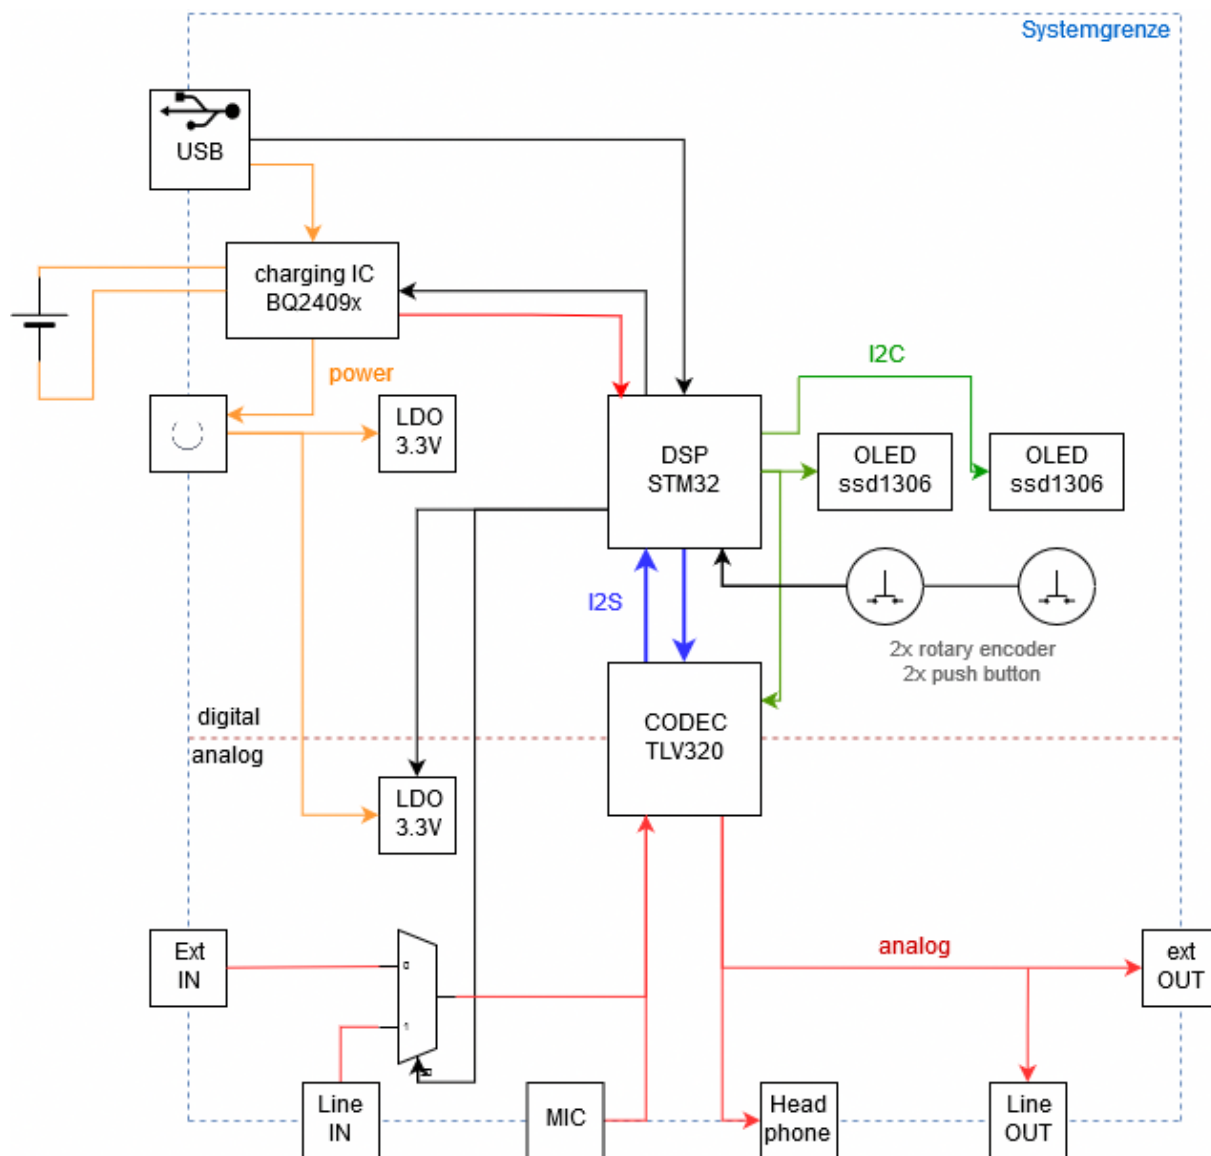 Systemgrenze
USB
charging IC
BQ2409x
power
I2C
LDO
3.3V
DSP
STM32
OLED
ssd1306
OLED
ssd1306
I2S
2x rotary encoder
2x push button
digital
analog
CODEC
TLV320
LDO
3.3V
Ext
IN
0
1
analog
ext
OUT
Line
IN
MIC
Head
phone
Line
OUT